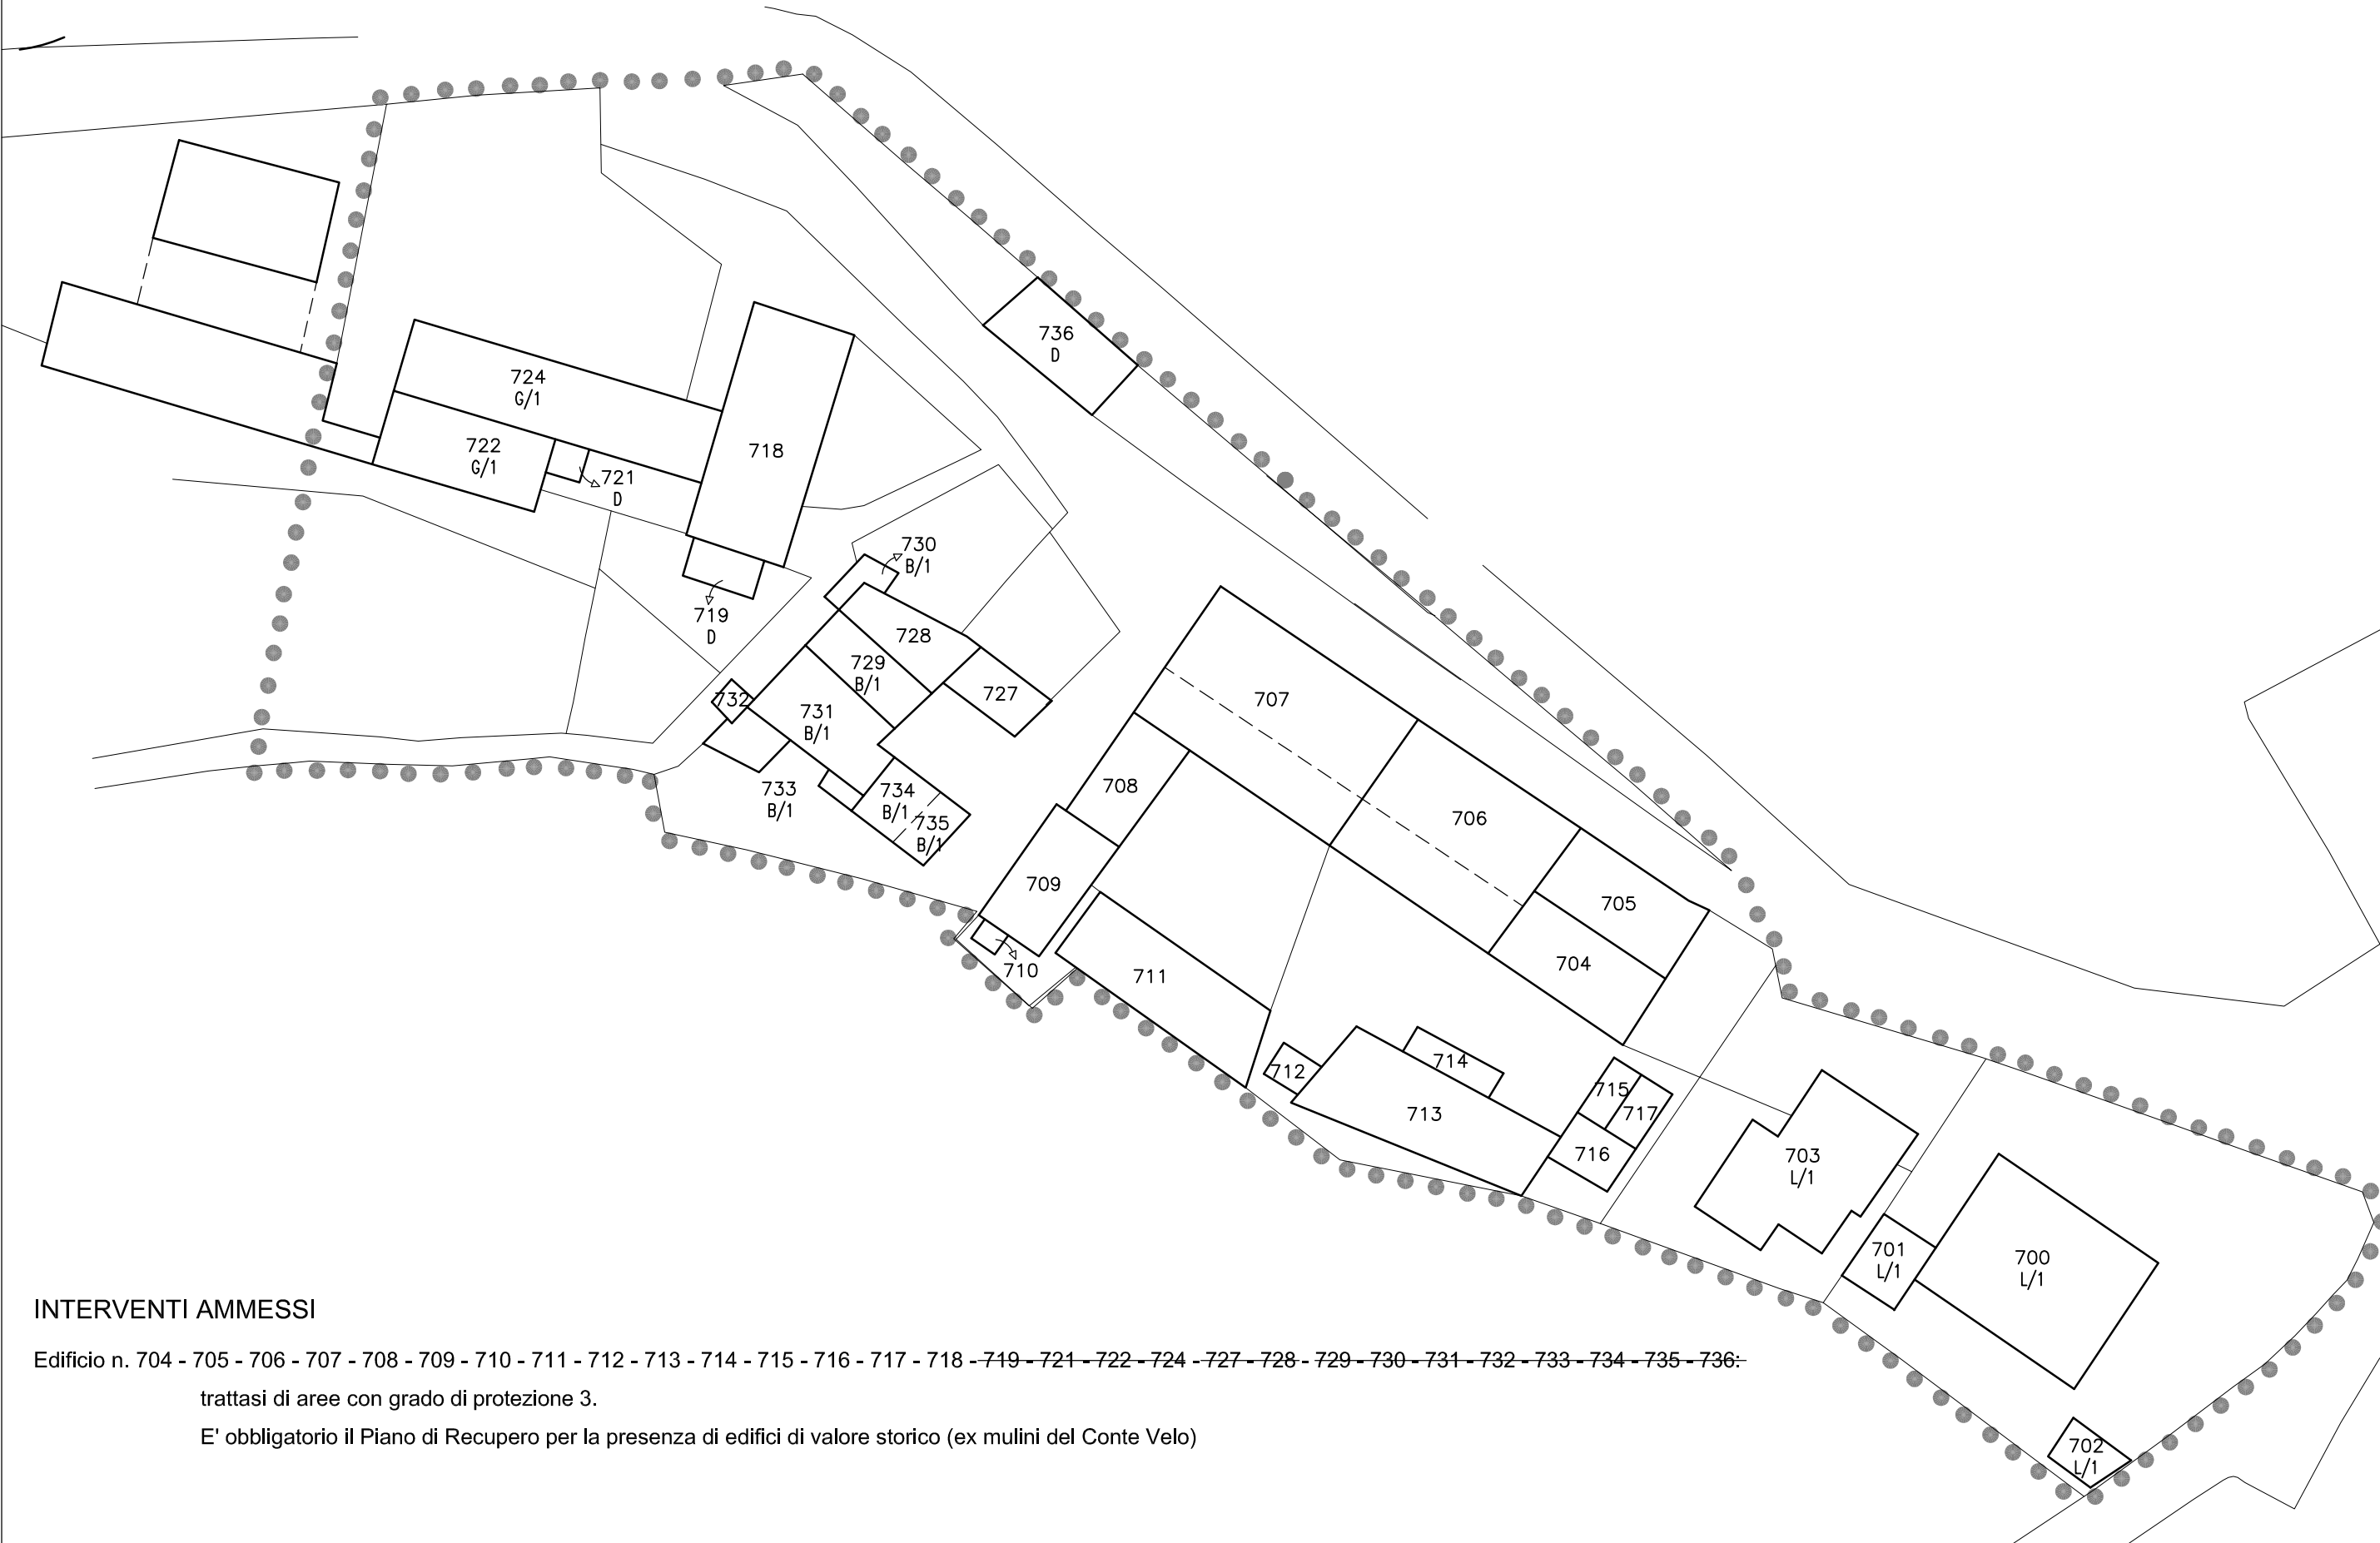 736
D
724
G/1
722
G/1
718
721
D
730
B/1
719
D
728
729
B/1
727
732
731
B/1
707
733
B/1
734
B/1
735
B/1
708
706
709
705
710
711
704
712
714
713
715
717
716
703
L/1
701
L/1
700
L/1
702
L/1
INTERVENTI AMMESSI
Edificio n. 704 - 705 - 706 - 707 - 708 - 709 - 710 - 711 - 712 - 713 - 714 - 715 - 716 - 717 - 718 - 719 - 721 - 722 - 724 - 727 - 728 - 729 - 730 - 731 - 732 - 733 - 734 - 735 - 736:
trattasi di aree con grado di protezione 3.
E' obbligatorio il Piano di Recupero per la presenza di edifici di valore storico (ex mulini del Conte Velo)